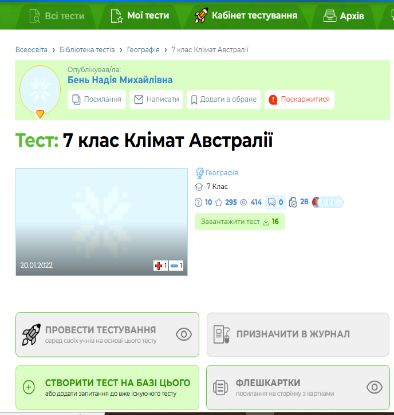 Всі тести
Мої тести
Кабінет тестування
Архів
Всеосвіта › Бібліотека тестів › Географія › 7 клас Клімат Австралії
Опублікував/ла:
Бень Надія Михайлівна
Посилання
Написати
Додати в обране
Поскаржитися
Тест: 7 клас Клімат Австралії
20.01.2022
1
1
Географія
7 Клас
10 295 414 0 28
Завантажити тест 16
ПРОВЕСТИ ТЕСТУВАННЯ
серед своїх учнів на основі цього тесту
ПРИЗНАЧИТИ В ЖУРНАЛ
СТВОРИТИ ТЕСТ НА БАЗІ ЦЬОГО
або додати запитання до вже існуючого тесту
ФЛЕШКАРТКИ
посилання на сторінку з картками